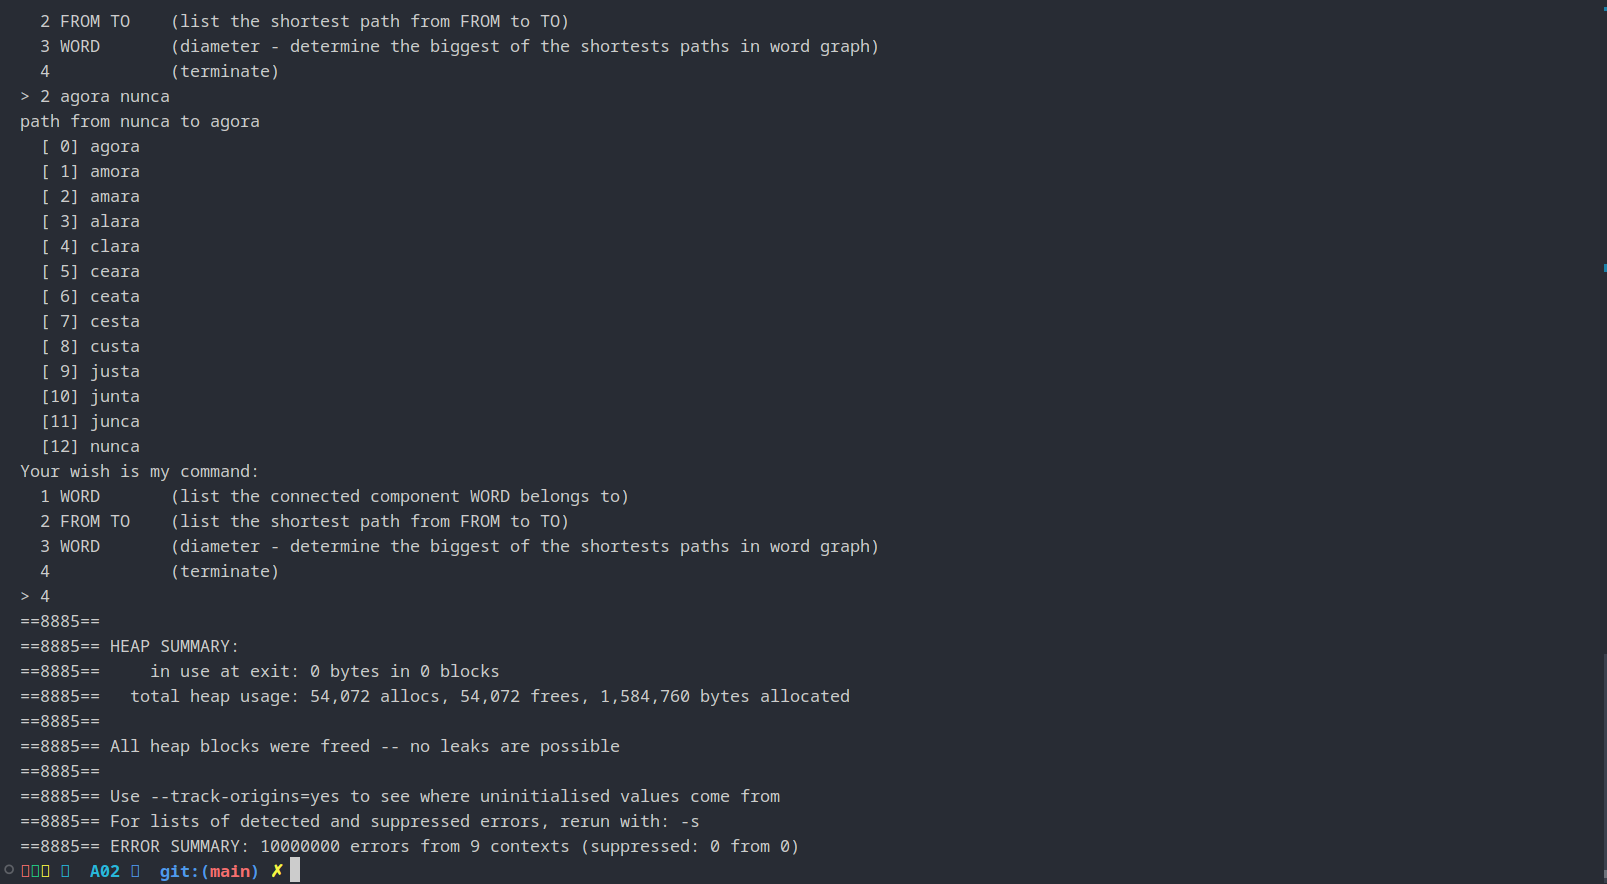 2 FROM TO    (list the shortest path from FROM to TO)
3 WORD       (diameter - determine the biggest of the shortests paths in word graph)
4            (terminate)
> 2 agora nunca
path from nunca to agora
[ 0] agora
[ 1] amora
[ 2] amara
[ 3] alara
[ 4] clara
[ 5] ceara
[ 6] ceata
[ 7] cesta
[ 8] custa
[ 9] justa
[10] junta
[11] junca
[12] nunca
Your wish is my command:
1 WORD       (list the connected component WORD belongs to)
2 FROM TO    (list the shortest path from FROM to TO)
3 WORD       (diameter - determine the biggest of the shortests paths in word graph)
4            (terminate)
> 4
==8885==
==8885== HEAP SUMMARY:
==8885==     in use at exit: 0 bytes in 0 blocks
==8885==   total heap usage: 54,072 allocs, 54,072 frees, 1,584,760 bytes allocated
==8885==
==8885== All heap blocks were freed -- no leaks are possible
==8885==
==8885== Use --track-origins=yes to see where uninitialised values come from
==8885== For lists of detected and suppressed errors, rerun with: -s
==8885== ERROR SUMMARY: 10000000 errors from 9 contexts (suppressed: 0 from 0)
A02 git:(main) ✗